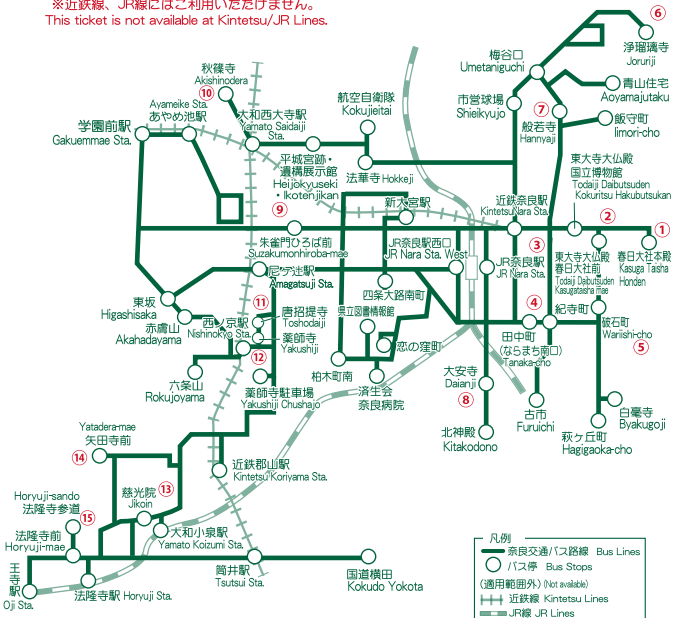 ※近鉄線、JR線にはご利用いただけません。
This ticket is not available at Kintetsu/JR Lines.
⑥
浄瑠璃寺
Joruriji
梅谷口
Umetaniguchi
秋篠寺
Akishinodera
⑩
青山住宅
Aoyamajutaku
航空自衛隊
Kokujieitai
市営球場
Shieikyujo
⑦
般若寺
Hannyaji
飯守町
Iimori-cho
Ayameike Sta.
あやめ池駅
大和西大寺駅
Yamato Saidaiji
Sta.
学園前駅
Gakuemmae Sta.
平城宮跡・
遺構展示館
Heijokyuseki
・Ikotenjikan
法華寺 Hokkeji
東大寺大仏殿
国立博物館
Todaiji Daibutsuden
Kokuritsu Hakubutsukan
近鉄奈良駅
Kintetsu Nara Sta.
新大宮駅
⑨
②
①
③
朱雀門ひろば前
Suzakumonhiroba-mae
JR奈良駅西口
JR Nara Sta. West
JR奈良駅
JR Nara Sta.
東大寺大仏殿
春日大社前
Todaiji Daibutsuden
Kasugataisha mae
春日大社本殿
Kasuga Taisha
Honden
尼ヶ辻駅
Amagatsuji Sta.
四条大路南町
東坂
Higashisaka
赤膚山
Akahadayama
⑪
唐招提寺
Toshodaiji
県立図書情報館
④
紀寺町
西ノ京駅
Nishinokyo Sta.
薬師寺
Yakushiji
恋の窪町
田中町
(ならまち南口)
Tanaka-cho
破石町
Wariishi-cho
⑤
⑫
六条山
Rokujoyama
薬師寺駐車場
Yakushiji Chushajo
柏木町南
済生会
奈良病院
大安寺
Daianji
⑧
古市
Furuichi
白毫寺
Byakugoji
北神殿
Kitakodono
萩ヶ丘町
Hagigaoka-cho
Yatadera-mae
矢田寺前
⑭
近鉄郡山駅
Kintetsu Koriyama Sta.
慈光院
Jikoin
⑬
Horyuji-sando
法隆寺参道
⑮
大和小泉駅
Yamato Koizumi Sta.
法隆寺前
Horyuji-mae
王寺駅
Oji Sta.
法隆寺駅 Horyuji Sta.
筒井駅
Tsutsui Sta.
国道横田
Kokudo Yokota
凡例
奈良交通バス路線 Bus Lines
バス停 Bus Stops
(適用範囲外) (Not available)
近鉄線 Kintetsu Lines
JR線 JR Lines